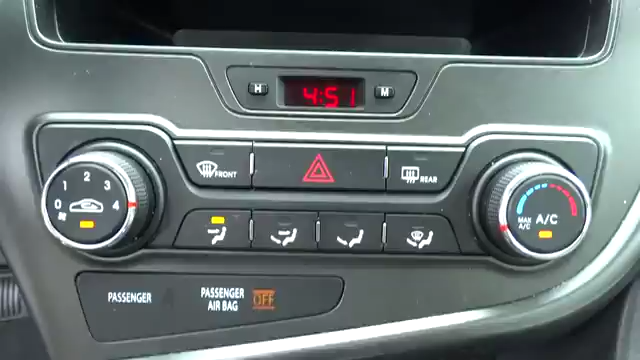 H 4:51 M
FRONT
REAR
1 2 3
0 4
MAX A/C
A/C
PASSENGER
PASSENGER
AIR BAG OFF